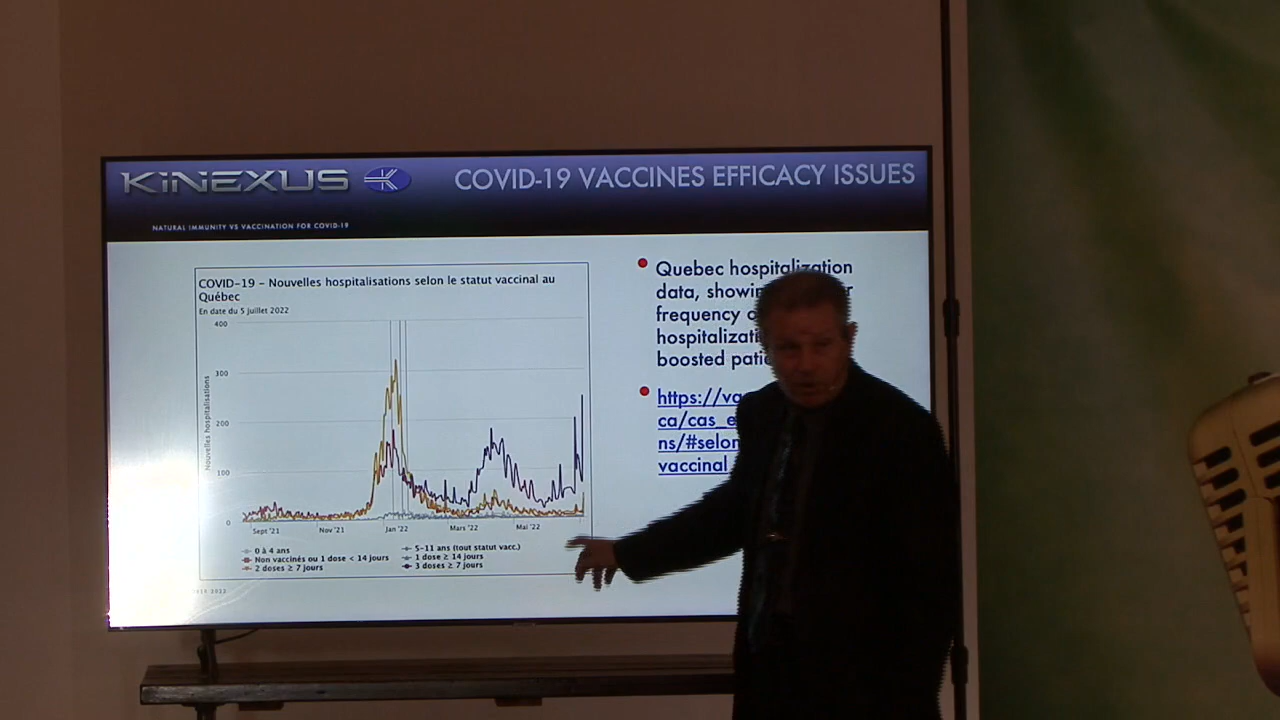 KiNEXUS
COVID-19 VACCINES EFFICACY ISSUES
NATURAL IMMUNITY VS VACCINATION FOR COVID-19
COVID-19 - Nouvelles hospitalisations selon le statut vaccinal au
Québec
En date du 5 juillet 2022
400
300
200
100
0
Nouvelles hospitalisations
Sept '21
Nov '21
Jan '22
Mars '22
Mai '22
0 à 4 ans
Non vaccinés ou 1 dose < 14 jours
2 doses ≥ 7 jours
5-11 ans (tout statut vacc.)
1 dose ≥ 14 jours
3 doses ≥ 7 jours
Quebec hospitalization
data,
frequency
boosted
https://va
ca/cas_e
ns/#selon
vaccinal